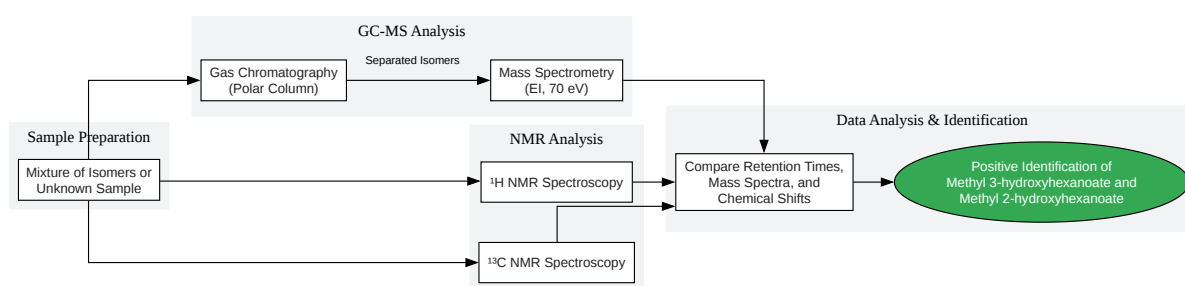 GC-MS Analysis
Gas Chromatography
(Polar Column)
Separated Isomers
Mass Spectrometry
(EI, 70 eV)
Sample Preparation
Mixture of Isomers or
Unknown Sample
NMR Analysis
¹H NMR Spectroscopy
¹³C NMR Spectroscopy
Data Analysis & Identification
Compare Retention Times,
Mass Spectra, and
Chemical Shifts
Positive Identification of
Methyl 3-hydroxyhexanoate and
Methyl 2-hydroxyhexanoate